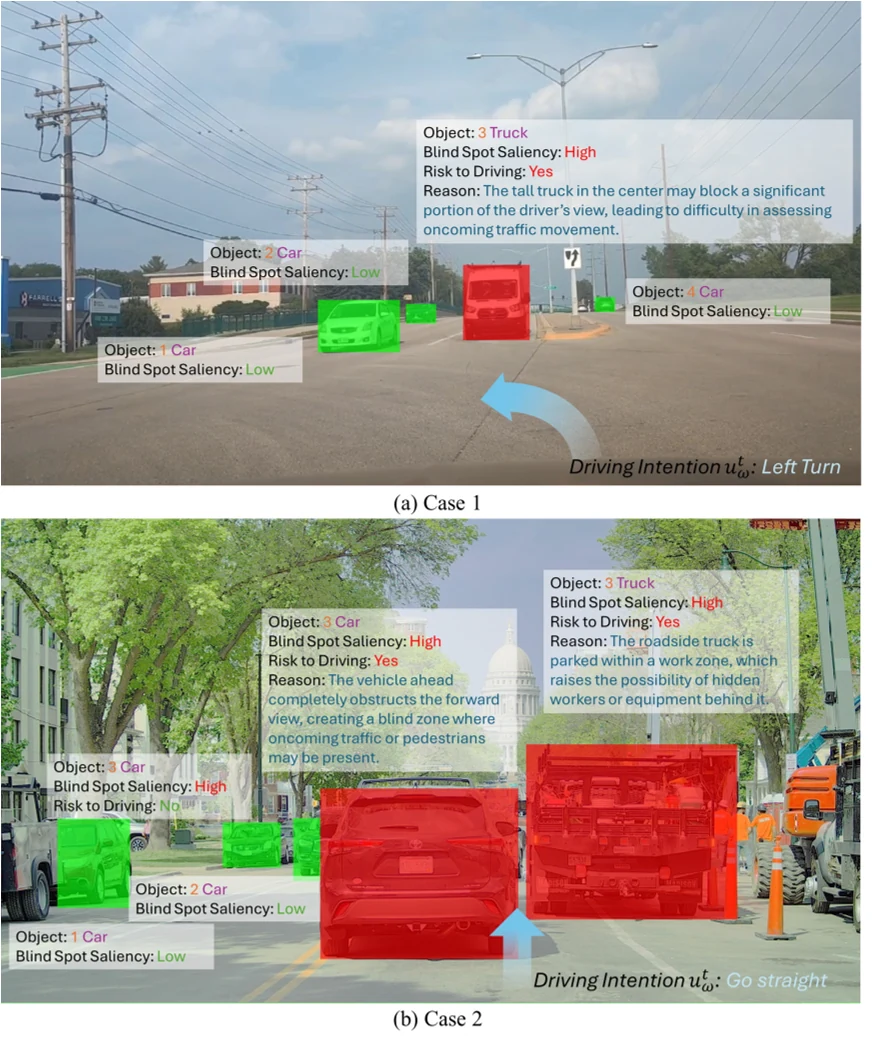 Object: 3 Truck
Blind Spot Saliency: High
Risk to Driving: Yes
Reason: The tall truck in the center may block a significant
portion of the driver's view, leading to difficulty in assessing
oncoming traffic movement.
Object: 2 Car
Blind Spot Saliency: Low
Object: 4 Car
Blind Spot Saliency: Low
Object: 1 Car
Blind Spot Saliency: Low
Driving Intention uᵗω: Left Turn
(a) Case 1
Object: 3 Truck
Blind Spot Saliency: High
Risk to Driving: Yes
Reason: The roadside truck is
parked within a work zone, which
raises the possibility of hidden
workers or equipment behind it.
Object: 3 Car
Blind Spot Saliency: High
Risk to Driving: Yes
Reason: The vehicle ahead
completely obstructs the forward
view, creating a blind zone where
oncoming traffic or pedestrians
may be present.
Object: 3 Car
Blind Spot Saliency: High
Risk to Driving: No
Object: 2 Car
Blind Spot Saliency: Low
Object: 1 Car
Blind Spot Saliency: Low
Driving Intention uᵗω: Go straight
(b) Case 2